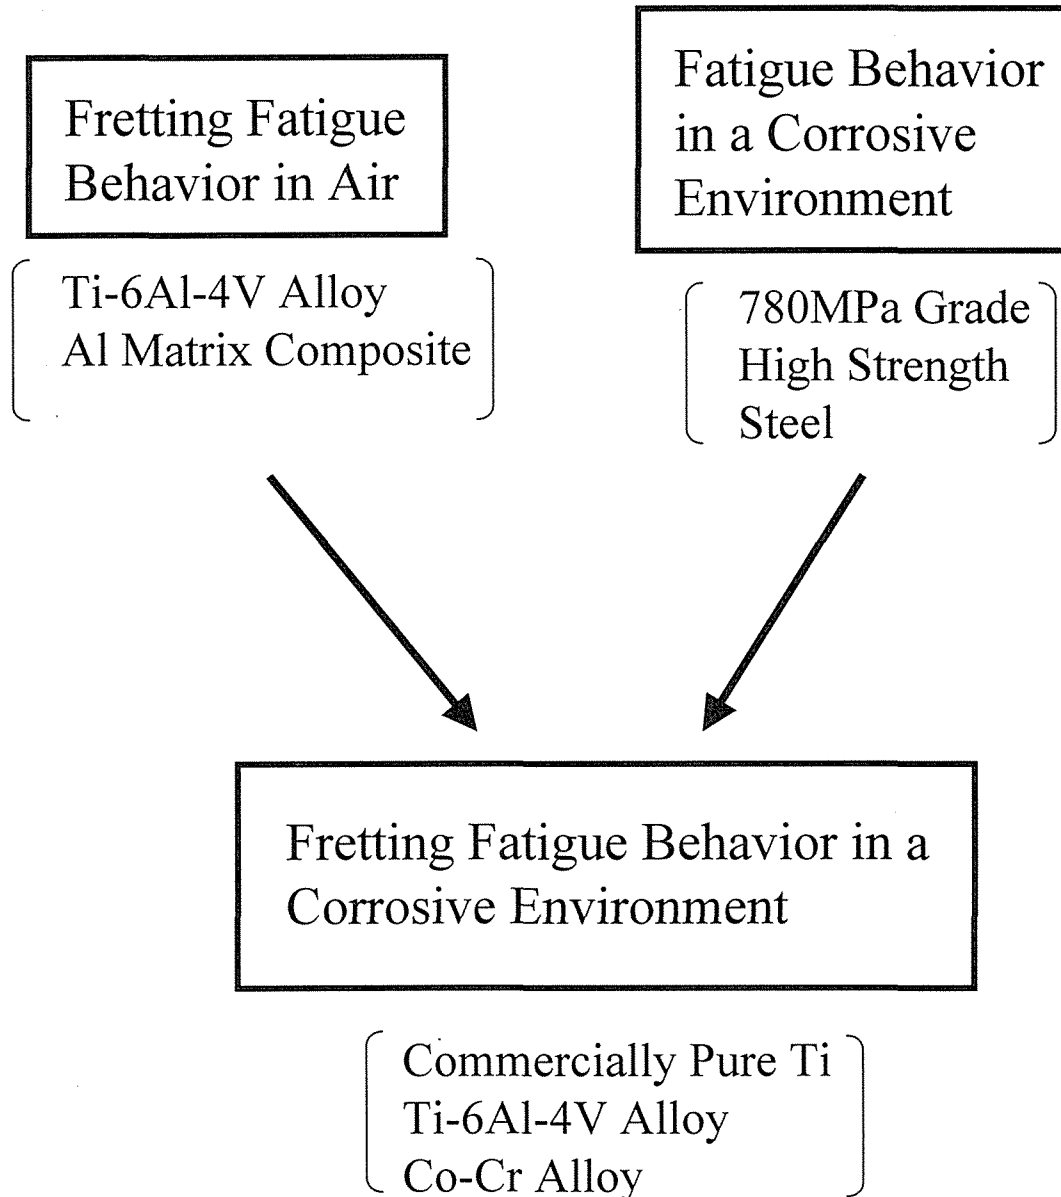 Fretting Fatigue
Behavior in Air
Ti-6Al-4V Alloy
Al Matrix Composite
Fatigue Behavior
in a Corrosive
Environment
780MPa Grade
High Strength
Steel
Fretting Fatigue Behavior in a
Corrosive Environment
Commercially Pure Ti
Ti-6Al-4V Alloy
Co-Cr Alloy